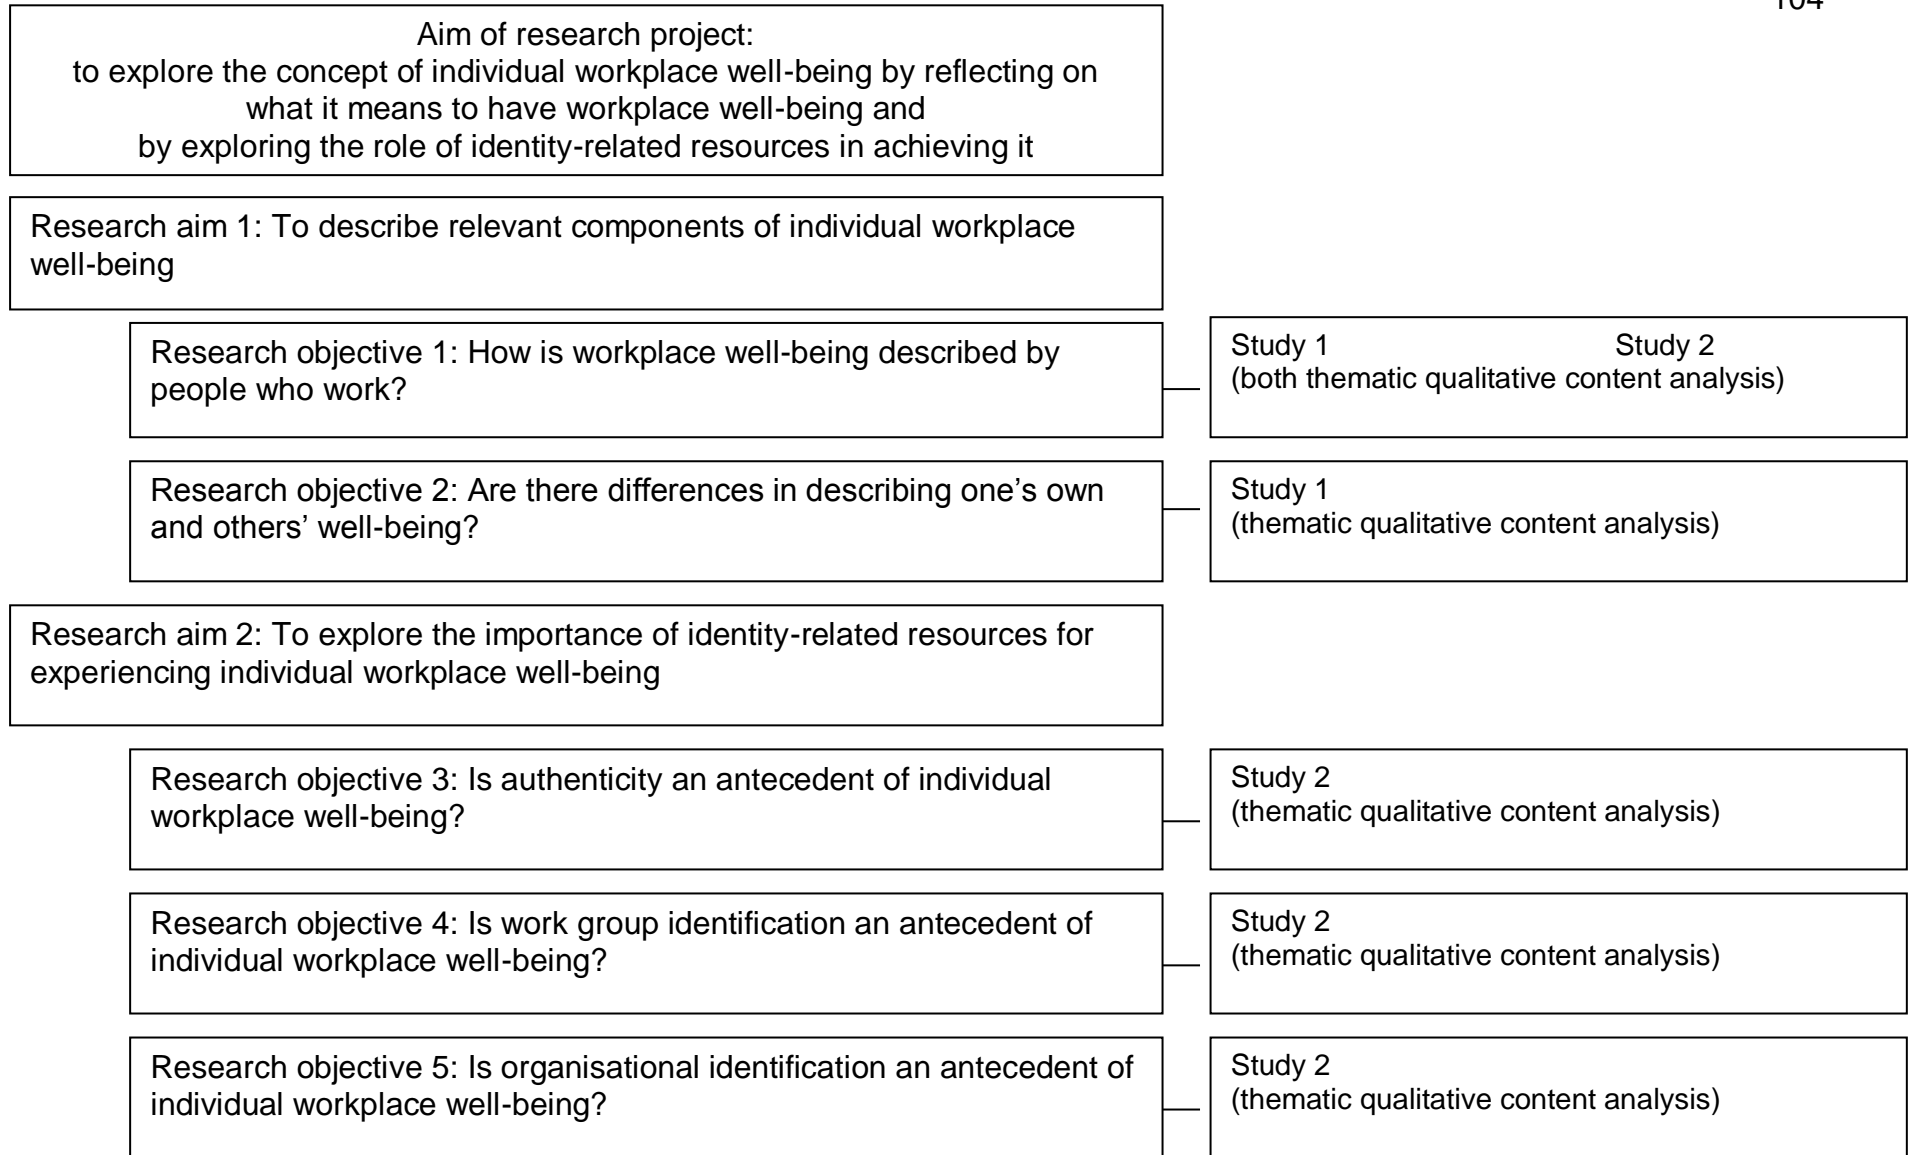 104
Aim of research project:
to explore the concept of individual workplace well-being by reflecting on
what it means to have workplace well-being and
by exploring the role of identity-related resources in achieving it
Research aim 1: To describe relevant components of individual workplace
well-being
Research objective 1: How is workplace well-being described by
people who work?
Study 1 Study 2
(both thematic qualitative content analysis)
Research objective 2: Are there differences in describing one’s own
and others’ well-being?
Study 1
(thematic qualitative content analysis)
Research aim 2: To explore the importance of identity-related resources for
experiencing individual workplace well-being
Research objective 3: Is authenticity an antecedent of individual
workplace well-being?
Study 2
(thematic qualitative content analysis)
Research objective 4: Is work group identification an antecedent of
individual workplace well-being?
Study 2
(thematic qualitative content analysis)
Research objective 5: Is organisational identification an antecedent of
individual workplace well-being?
Study 2
(thematic qualitative content analysis)